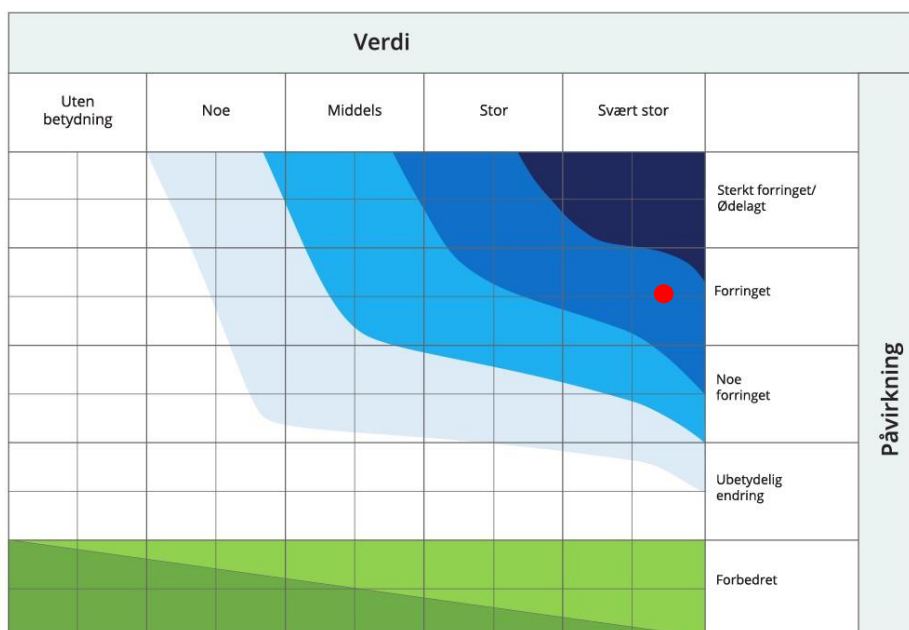 Verdi
Uten
betydning
Noe
Middels
Stor
Svært stor
Sterkt forringet/
Ødelagt
Forringet
Noe
forringet
Ubetydelig
endring
Forbedret
Påvirkning